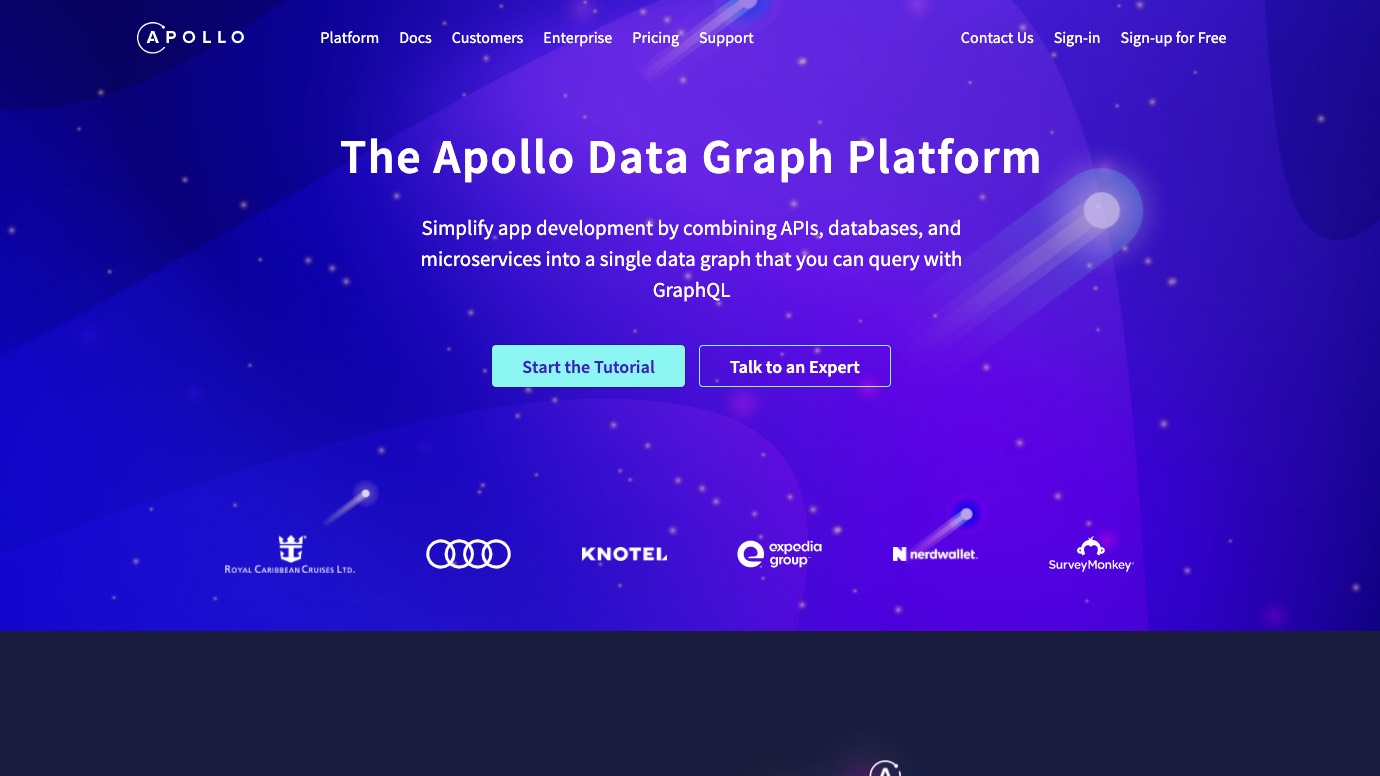 APOLLO
Platform Docs Customers Enterprise Pricing Support
Contact Us Sign-in Sign-up for Free
The Apollo Data Graph Platform
Simplify app development by combining APIs, databases, and
microservices into a single data graph that you can query with
GraphQL
Start the Tutorial
Talk to an Expert
ROYAL CARIBBEAN CRUISES LTD.
KNOTEL
expedia
group
nerdwallet
SurveyMonkey
A